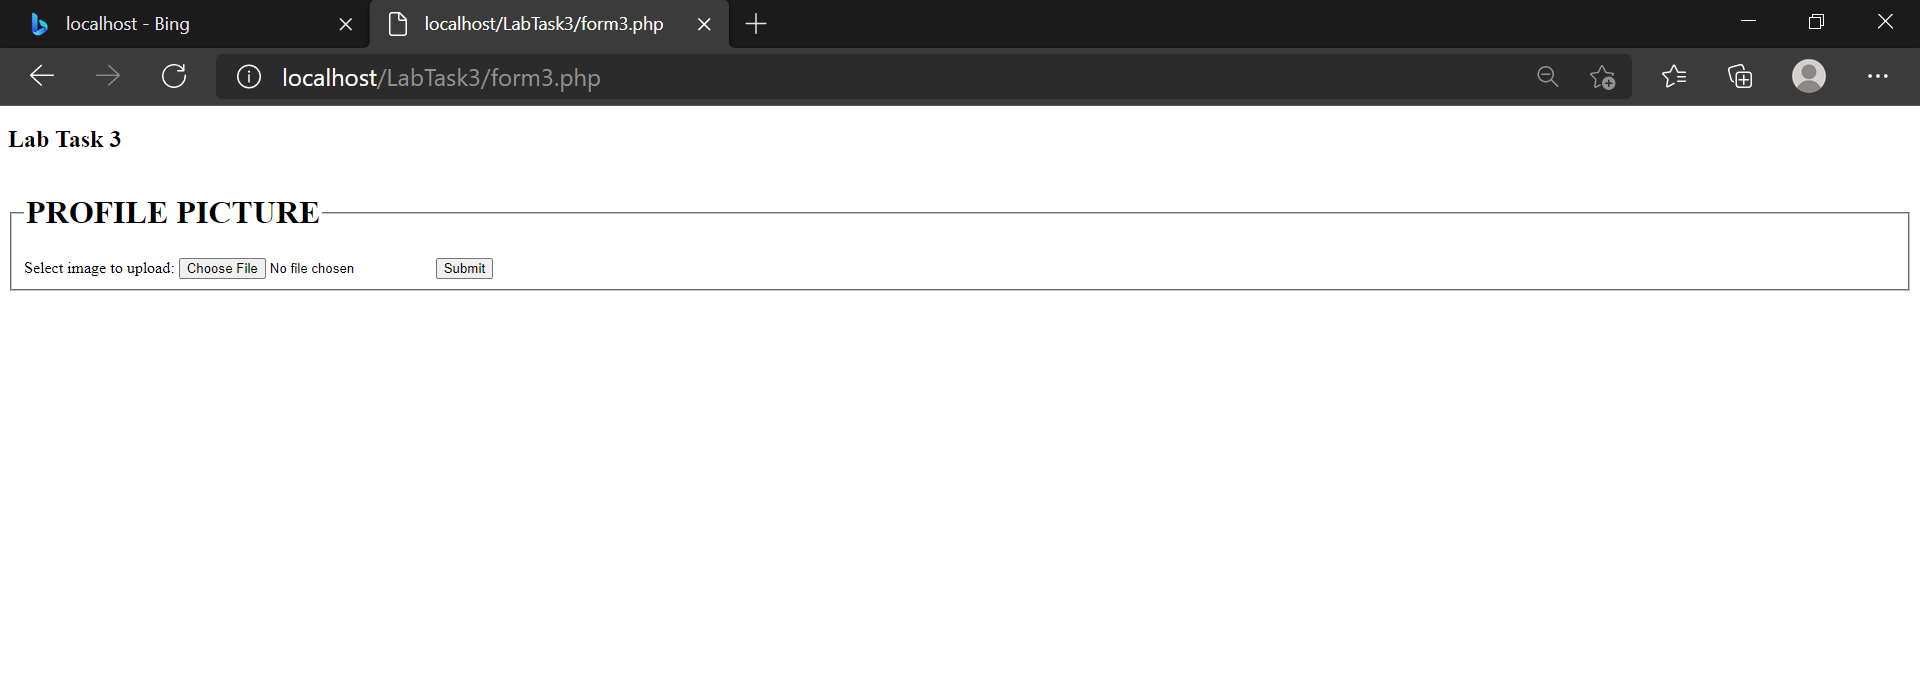 localhost - Bing
localhost/LabTask3/form3.php
localhost/LabTask3/form3.php
Lab Task 3
PROFILE PICTURE
Select image to upload: Choose File No file chosen Submit